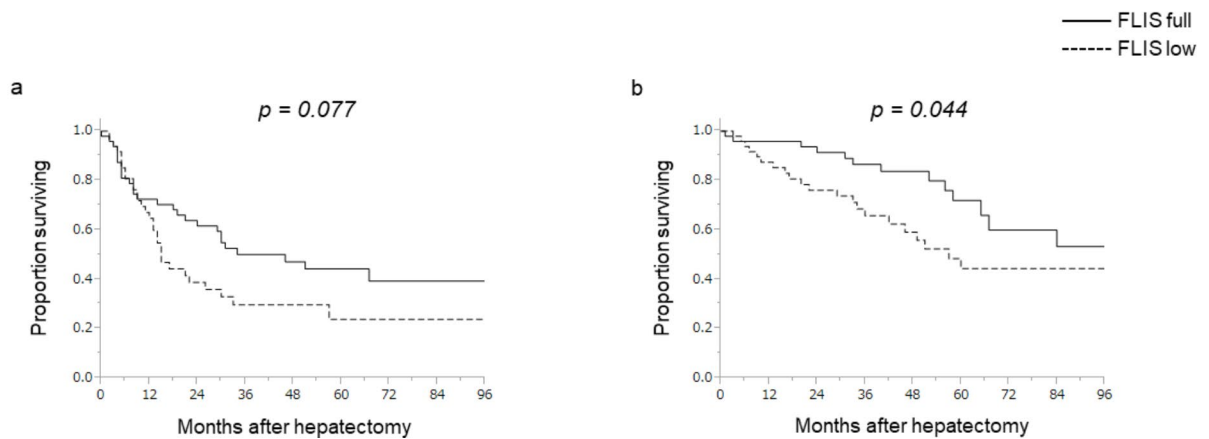 FLIS full
FLIS low
a
p = 0.077
1.0
0.8
0.6
0.4
0.2
0.0
Proportion surviving
0 12 24 36 48 60 72 84 96
Months after hepatectomy
b
p = 0.044
1.0
0.8
0.6
0.4
0.2
0.0
Proportion surviving
0 12 24 36 48 60 72 84 96
Months after hepatectomy